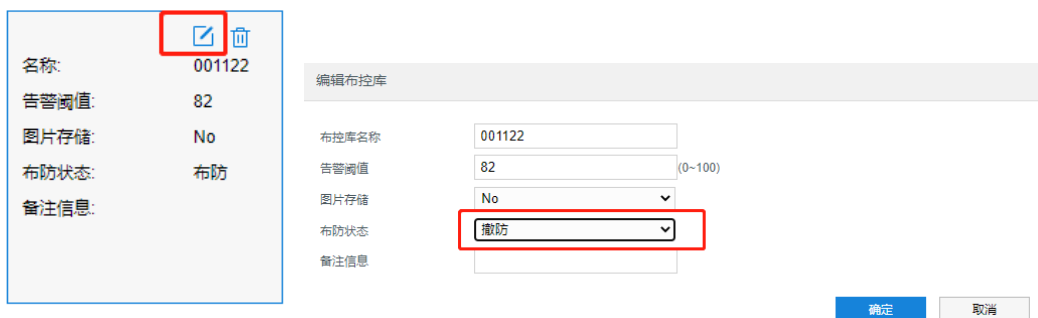 名称: 001122
告警阈值: 82
图片存储: No
布防状态: 布防
备注信息:
编辑布控库
布控库名称 001122
告警阈值 82 (0~100)
图片存储 No
布防状态 撤防
备注信息
确定 取消